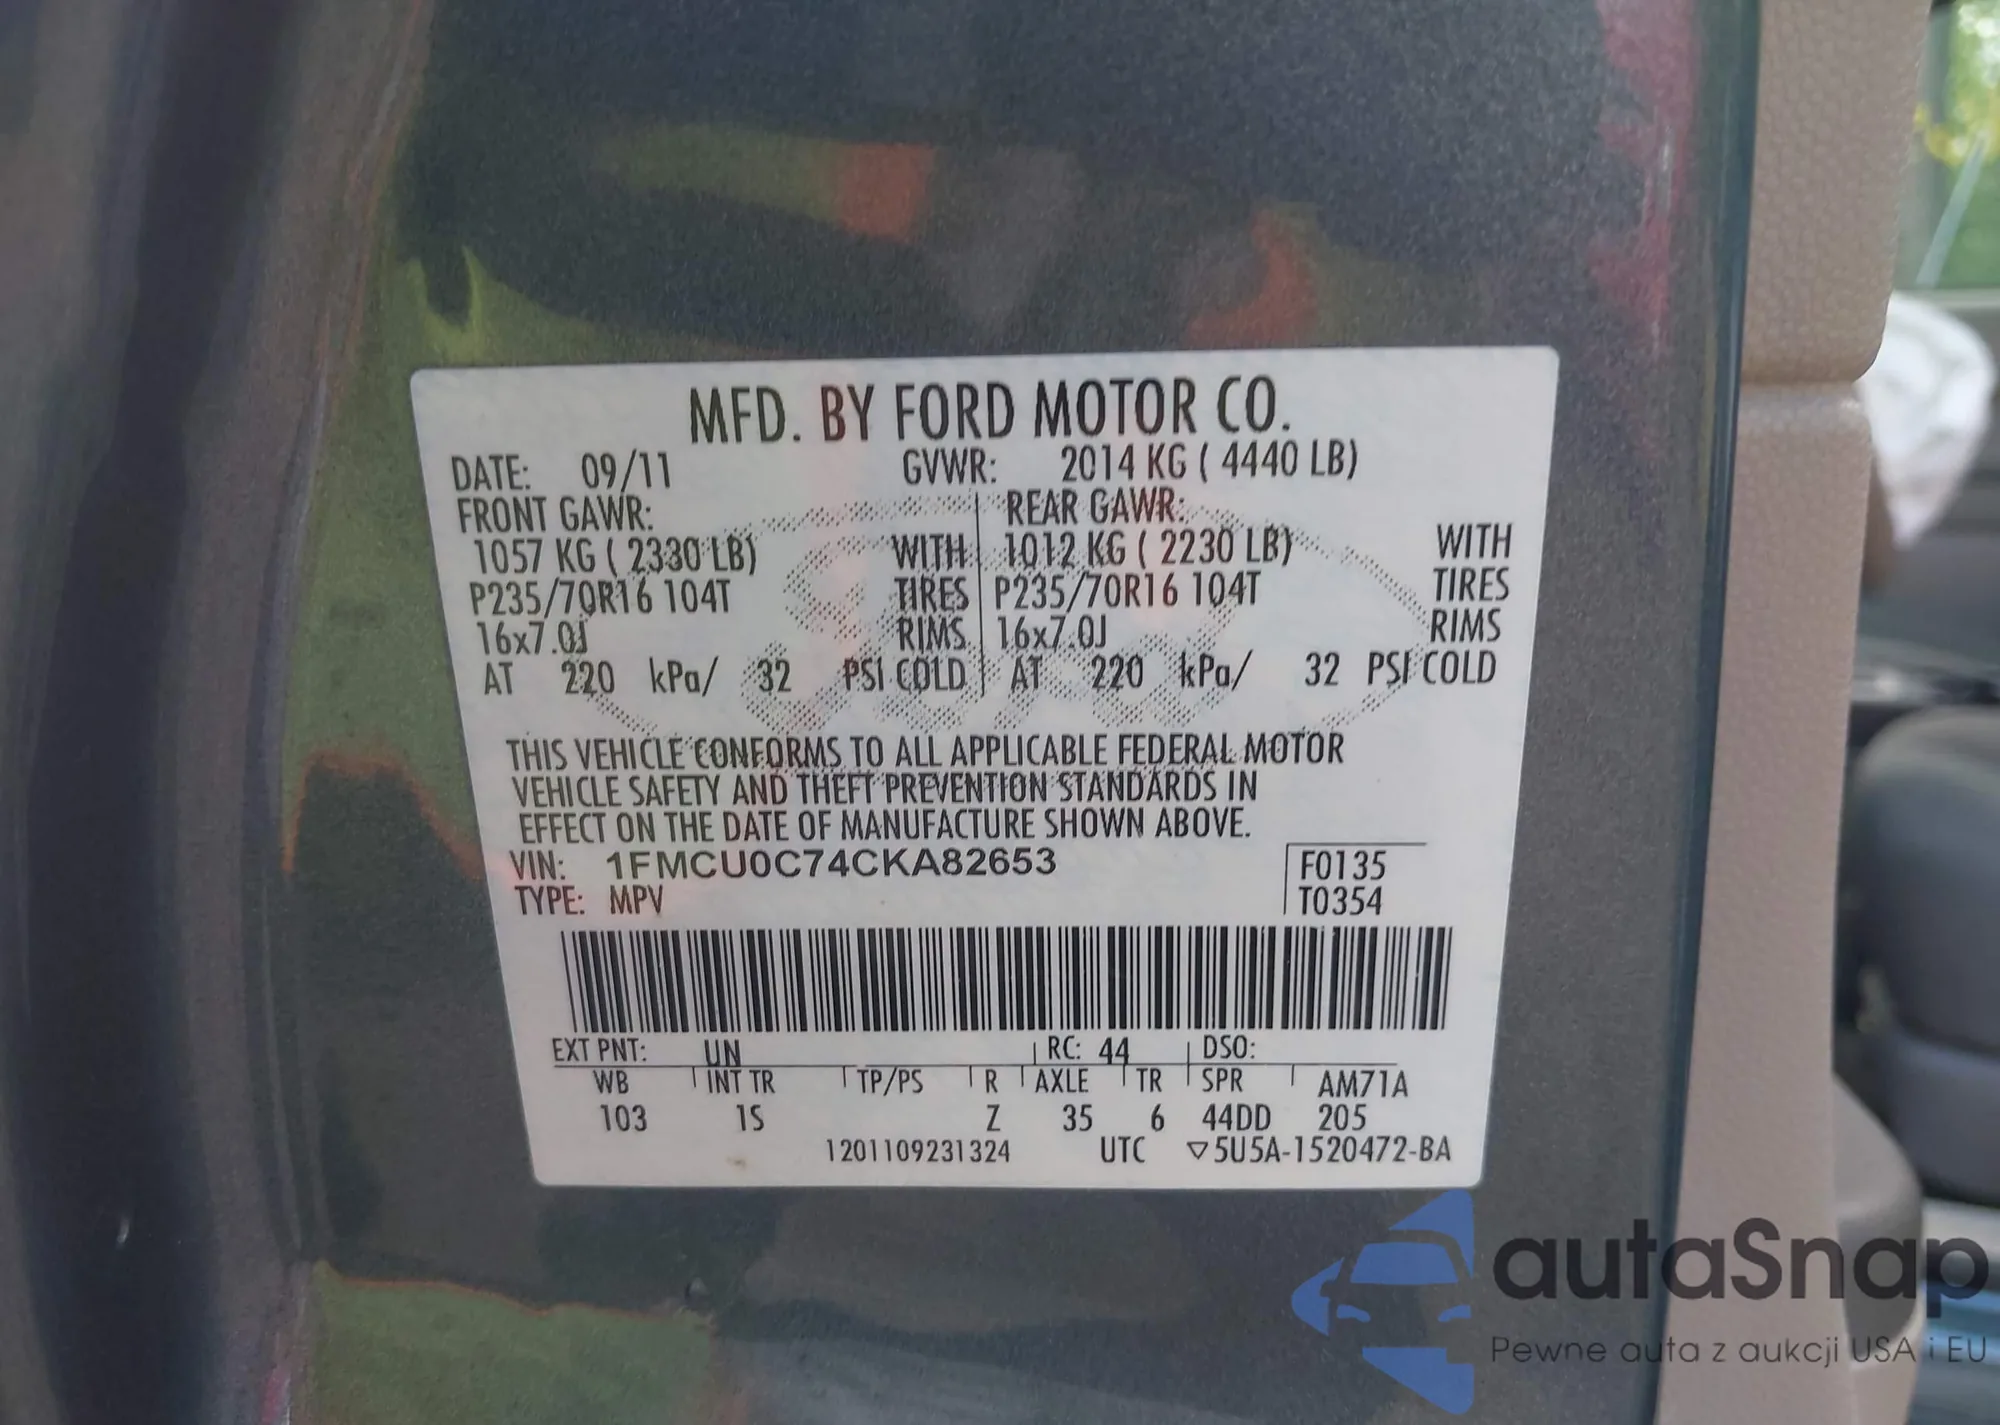 MFD. BY FORD MOTOR CO.
DATE: 09/11 GVWR: 2014 KG ( 4440 LB)
FRONT GAWR: REAR GAWR:
1057 KG ( 2330 LB) WITH 1012 KG ( 2230 LB) WITH
P235/70R16 104T TIRES P235/70R16 104T TIRES
16x7.0J RIMS 16x7.0J RIMS
AT 220 kPa/ 32 PSI COLD AT 220 kPa/ 32 PSI COLD
THIS VEHICLE CONFORMS TO ALL APPLICABLE FEDERAL MOTOR
VEHICLE SAFETY AND THEFT PREVENTION STANDARDS IN
EFFECT ON THE DATE OF MANUFACTURE SHOWN ABOVE.
VIN: 1FMCU0C74CKA82653 F0135
TYPE: MPV T0354
EXT PNT: UN RC: 44 DSO:
WB INT TR TP/PS R AXLE TR SPR AM71A
103 1S Z 35 6 44DD 205
1201109231324 UTC ▽5U5A-1520472-BA
autaSnap
Pewne auta z aukcji USA i EU